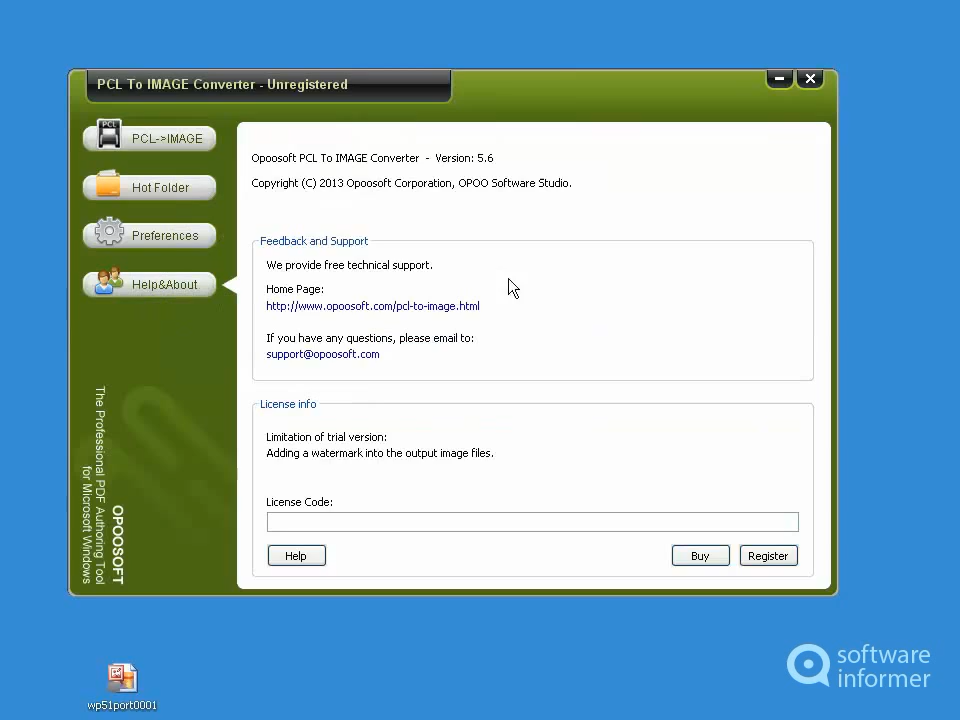 PCL To IMAGE Converter - Unregistered
PCL
PCL->IMAGE
Hot Folder
Preferences
Help&About
Opoosoft PCL To IMAGE Converter - Version: 5.6
Copyright (C) 2013 Opoosoft Corporation, OPOO Software Studio.
Feedback and Support
We provide free technical support.
Home Page:
http://www.opoosoft.com/pcl-to-image.html
If you have any questions, please email to:
support@opoosoft.com
License info
Limitation of trial version:
Adding a watermark into the output image files.
License Code:
Help
Buy
Register
OPOOSOFT
The Professional PDF Authoring Tool
for Microsoft Windows
wp51port0001
software
informer